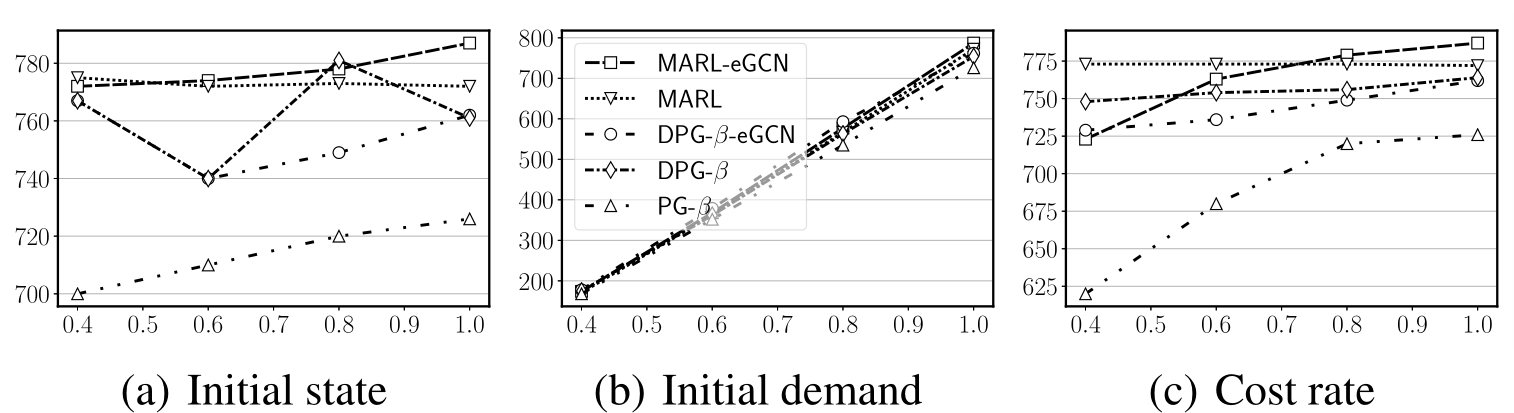 780
760
740
720
700
0.4 0.5 0.6 0.7 0.8 0.9 1.0
(a) Initial state
800
700
600
500
400
300
200
MARL-eGCN
MARL
DPG-β-eGCN
DPG-β
PG-β
0.4 0.5 0.6 0.7 0.8 0.9 1.0
(b) Initial demand
775
750
725
700
675
650
625
0.4 0.5 0.6 0.7 0.8 0.9 1.0
(c) Cost rate